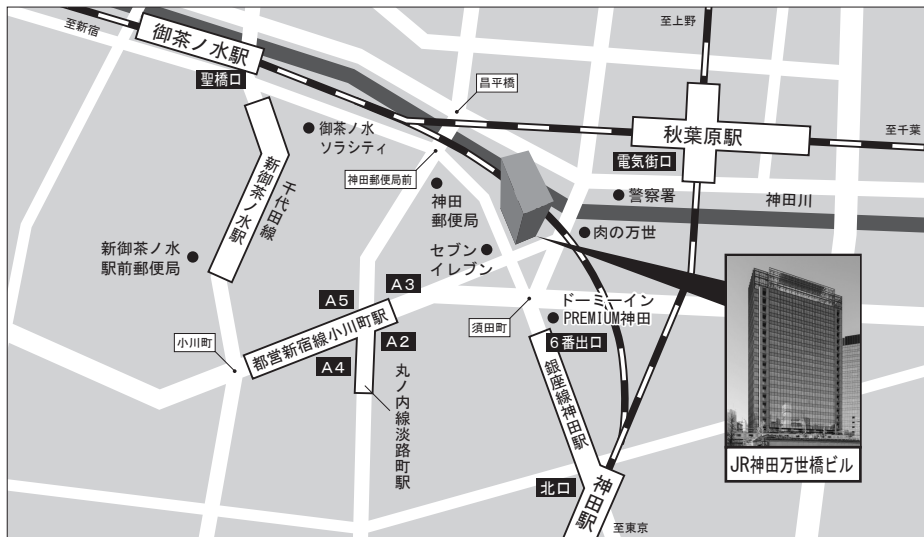 至新宿
御茶ノ水駅
聖橋口
至上野
昌平橋
御茶ノ水
ソラシティ
秋葉原駅
至千葉
電気街口
神田郵便局前
神田
郵便局
警察署
神田川
千代田線
新御茶ノ水駅
肉の万世
新御茶ノ水
駅前郵便局
セブン
イレブン
A3
A5
ドーミーイン
PREMIUM神田
須田町
小川町
都営新宿線小川町駅
A2
A4
6番出口
丸ノ内線淡路町駅
銀座線神田駅
JR神田万世橋ビル
北口
神田駅
至東京